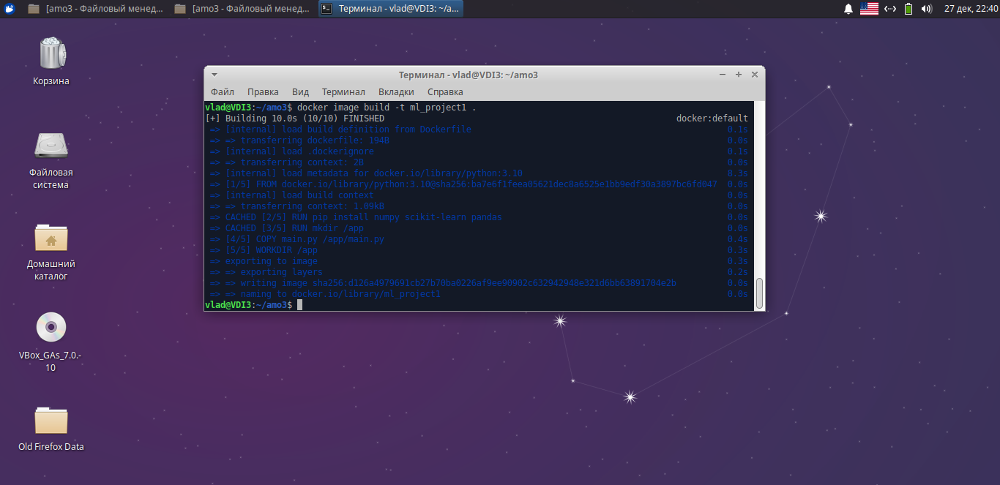 [amo3 - Файловый менед...
[amo3 - Файловый менед...
Терминал - vlad@VDI3: ~/a...
27 дек, 22:40
Корзина
Файловая
система
Домашний
каталог
VBox_GAs_7.0.-
10
Old Firefox Data
Терминал - vlad@VDI3: ~/amo3
Файл Правка Вид Терминал Вкладки Справка
vlad@VDI3:~/amo3$ docker image build -t ml_project1 .
[+] Building 10.0s (10/10) FINISHED docker:default
=> [internal] load build definition from Dockerfile 0.1s
=> => transferring dockerfile: 194B 0.0s
=> [internal] load .dockerignore 0.1s
=> => transferring context: 2B 0.0s
=> [internal] load metadata for docker.io/library/python:3.10 8.3s
=> [1/5] FROM docker.io/library/python:3.10@sha256:ba7e6f1feea05621dec8a6525e1bb9edf30a3897bc6fd047 0.0s
=> [internal] load build context 0.0s
=> => transferring context: 1.09kB 0.0s
=> CACHED [2/5] RUN pip install numpy scikit-learn pandas 0.0s
=> CACHED [3/5] RUN mkdir /app 0.0s
=> [4/5] COPY main.py /app/main.py 0.4s
=> [5/5] WORKDIR /app 0.3s
=> exporting to image 0.3s
=> => exporting layers 0.2s
=> => writing image sha256:d126a4979691cb27b70ba0226af9ee90902c632942948e321d6bb63891704e2b 0.0s
=> => naming to docker.io/library/ml_project1 0.0s
vlad@VDI3:~/amo3$